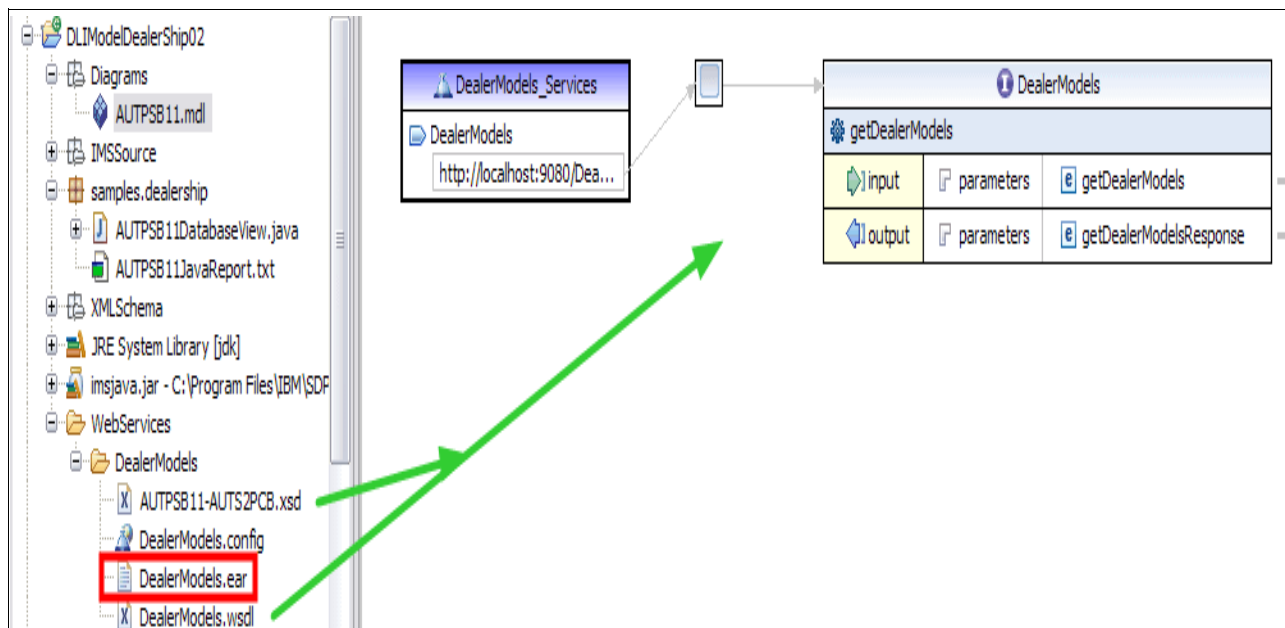 DLIModelDealerShip02
Diagrams
AUTPSB11.mdl
IMSSource
samples.dealership
AUTPSB11DatabaseView.java
AUTPSB11JavaReport.txt
XMLSchema
JRE System Library [jdk]
imsjava.jar - C:\Program Files\IBM\SDP
WebServices
DealerModels
AUTPSB11-AUTS2PCB.xsd
DealerModels.config
DealerModels.ear
DealerModels.wsdl
DealerModels_Services
DealerModels
http://localhost:9080/Dea...
DealerModels
getDealerModels
input parameters getDealerModels
output parameters getDealerModelsResponse